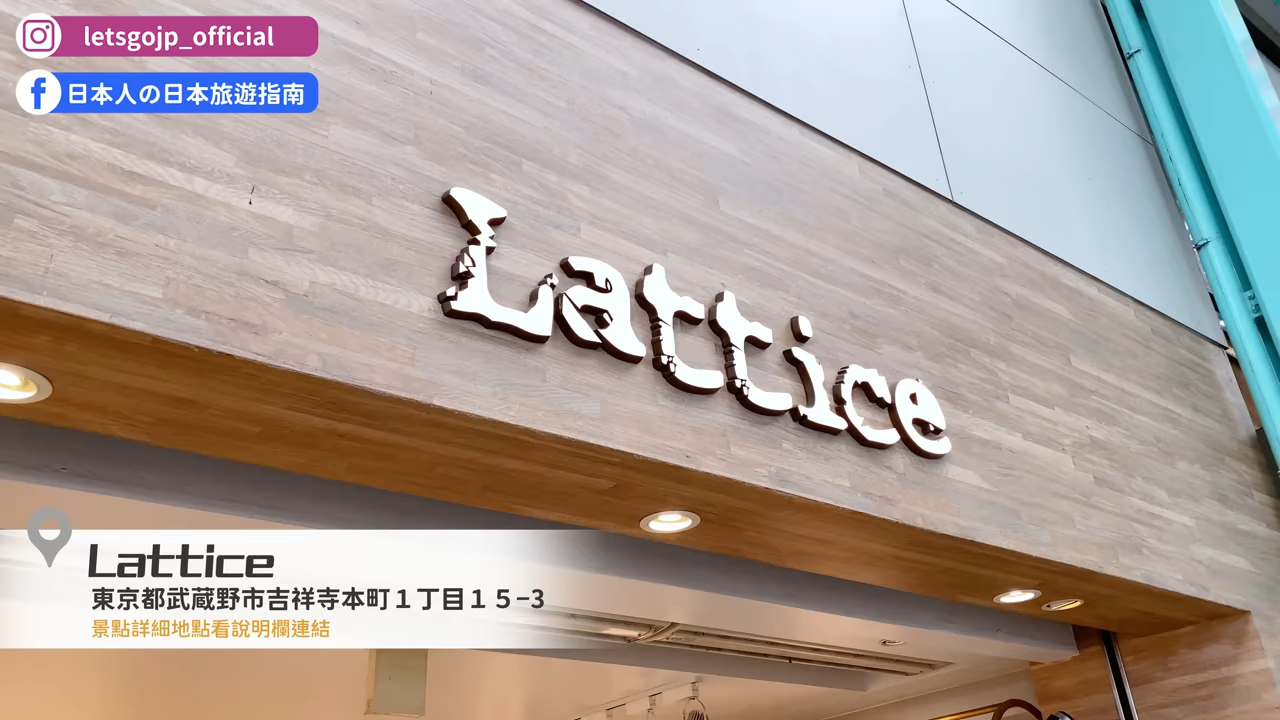 letsgojp_official
日本人の日本旅遊指南
Lattice
Lattice
東京都武蔵野市吉祥寺本町１丁目１５−3
景點詳細地點看說明欄連結